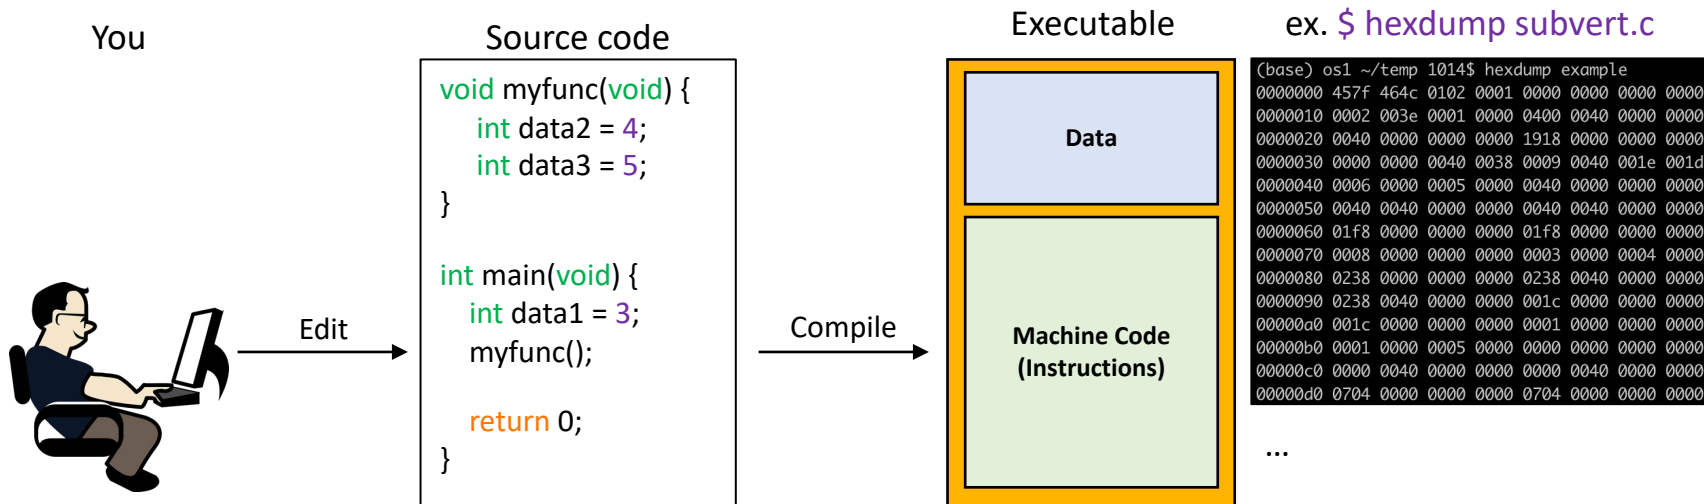 You
Edit
Source code
void myfunc(void) {
int data2 = 4;
int data3 = 5;
}
int main(void) {
int data1 = 3;
myfunc();
return 0;
}
Compile
Executable
Data
Machine Code
(Instructions)
ex. $ hexdump subvert.c
(base) os1 ~/temp 1014$ hexdump example
0000000 457f 464c 0102 0001 0000 0000 0000 0000
0000010 0002 003e 0001 0000 0400 0040 0000 0000
0000020 0040 0000 0000 0000 1918 0000 0000 0000
0000030 0000 0000 0040 0038 0009 0040 001e 001d
0000040 0006 0000 0005 0000 0040 0000 0000 0000
0000050 0040 0040 0000 0000 0040 0040 0000 0000
0000060 01f8 0000 0000 0000 01f8 0000 0000 0000
0000070 0008 0000 0000 0000 0003 0000 0004 0000
0000080 0238 0000 0000 0000 0238 0040 0000 0000
0000090 0238 0040 0000 0000 001c 0000 0000 0000
00000a0 001c 0000 0000 0000 0001 0000 0000 0000
00000b0 0001 0000 0005 0000 0000 0000 0000 0000
00000c0 0000 0040 0000 0000 0000 0040 0000 0000
00000d0 0704 0000 0000 0000 0704 0000 0000 0000
...